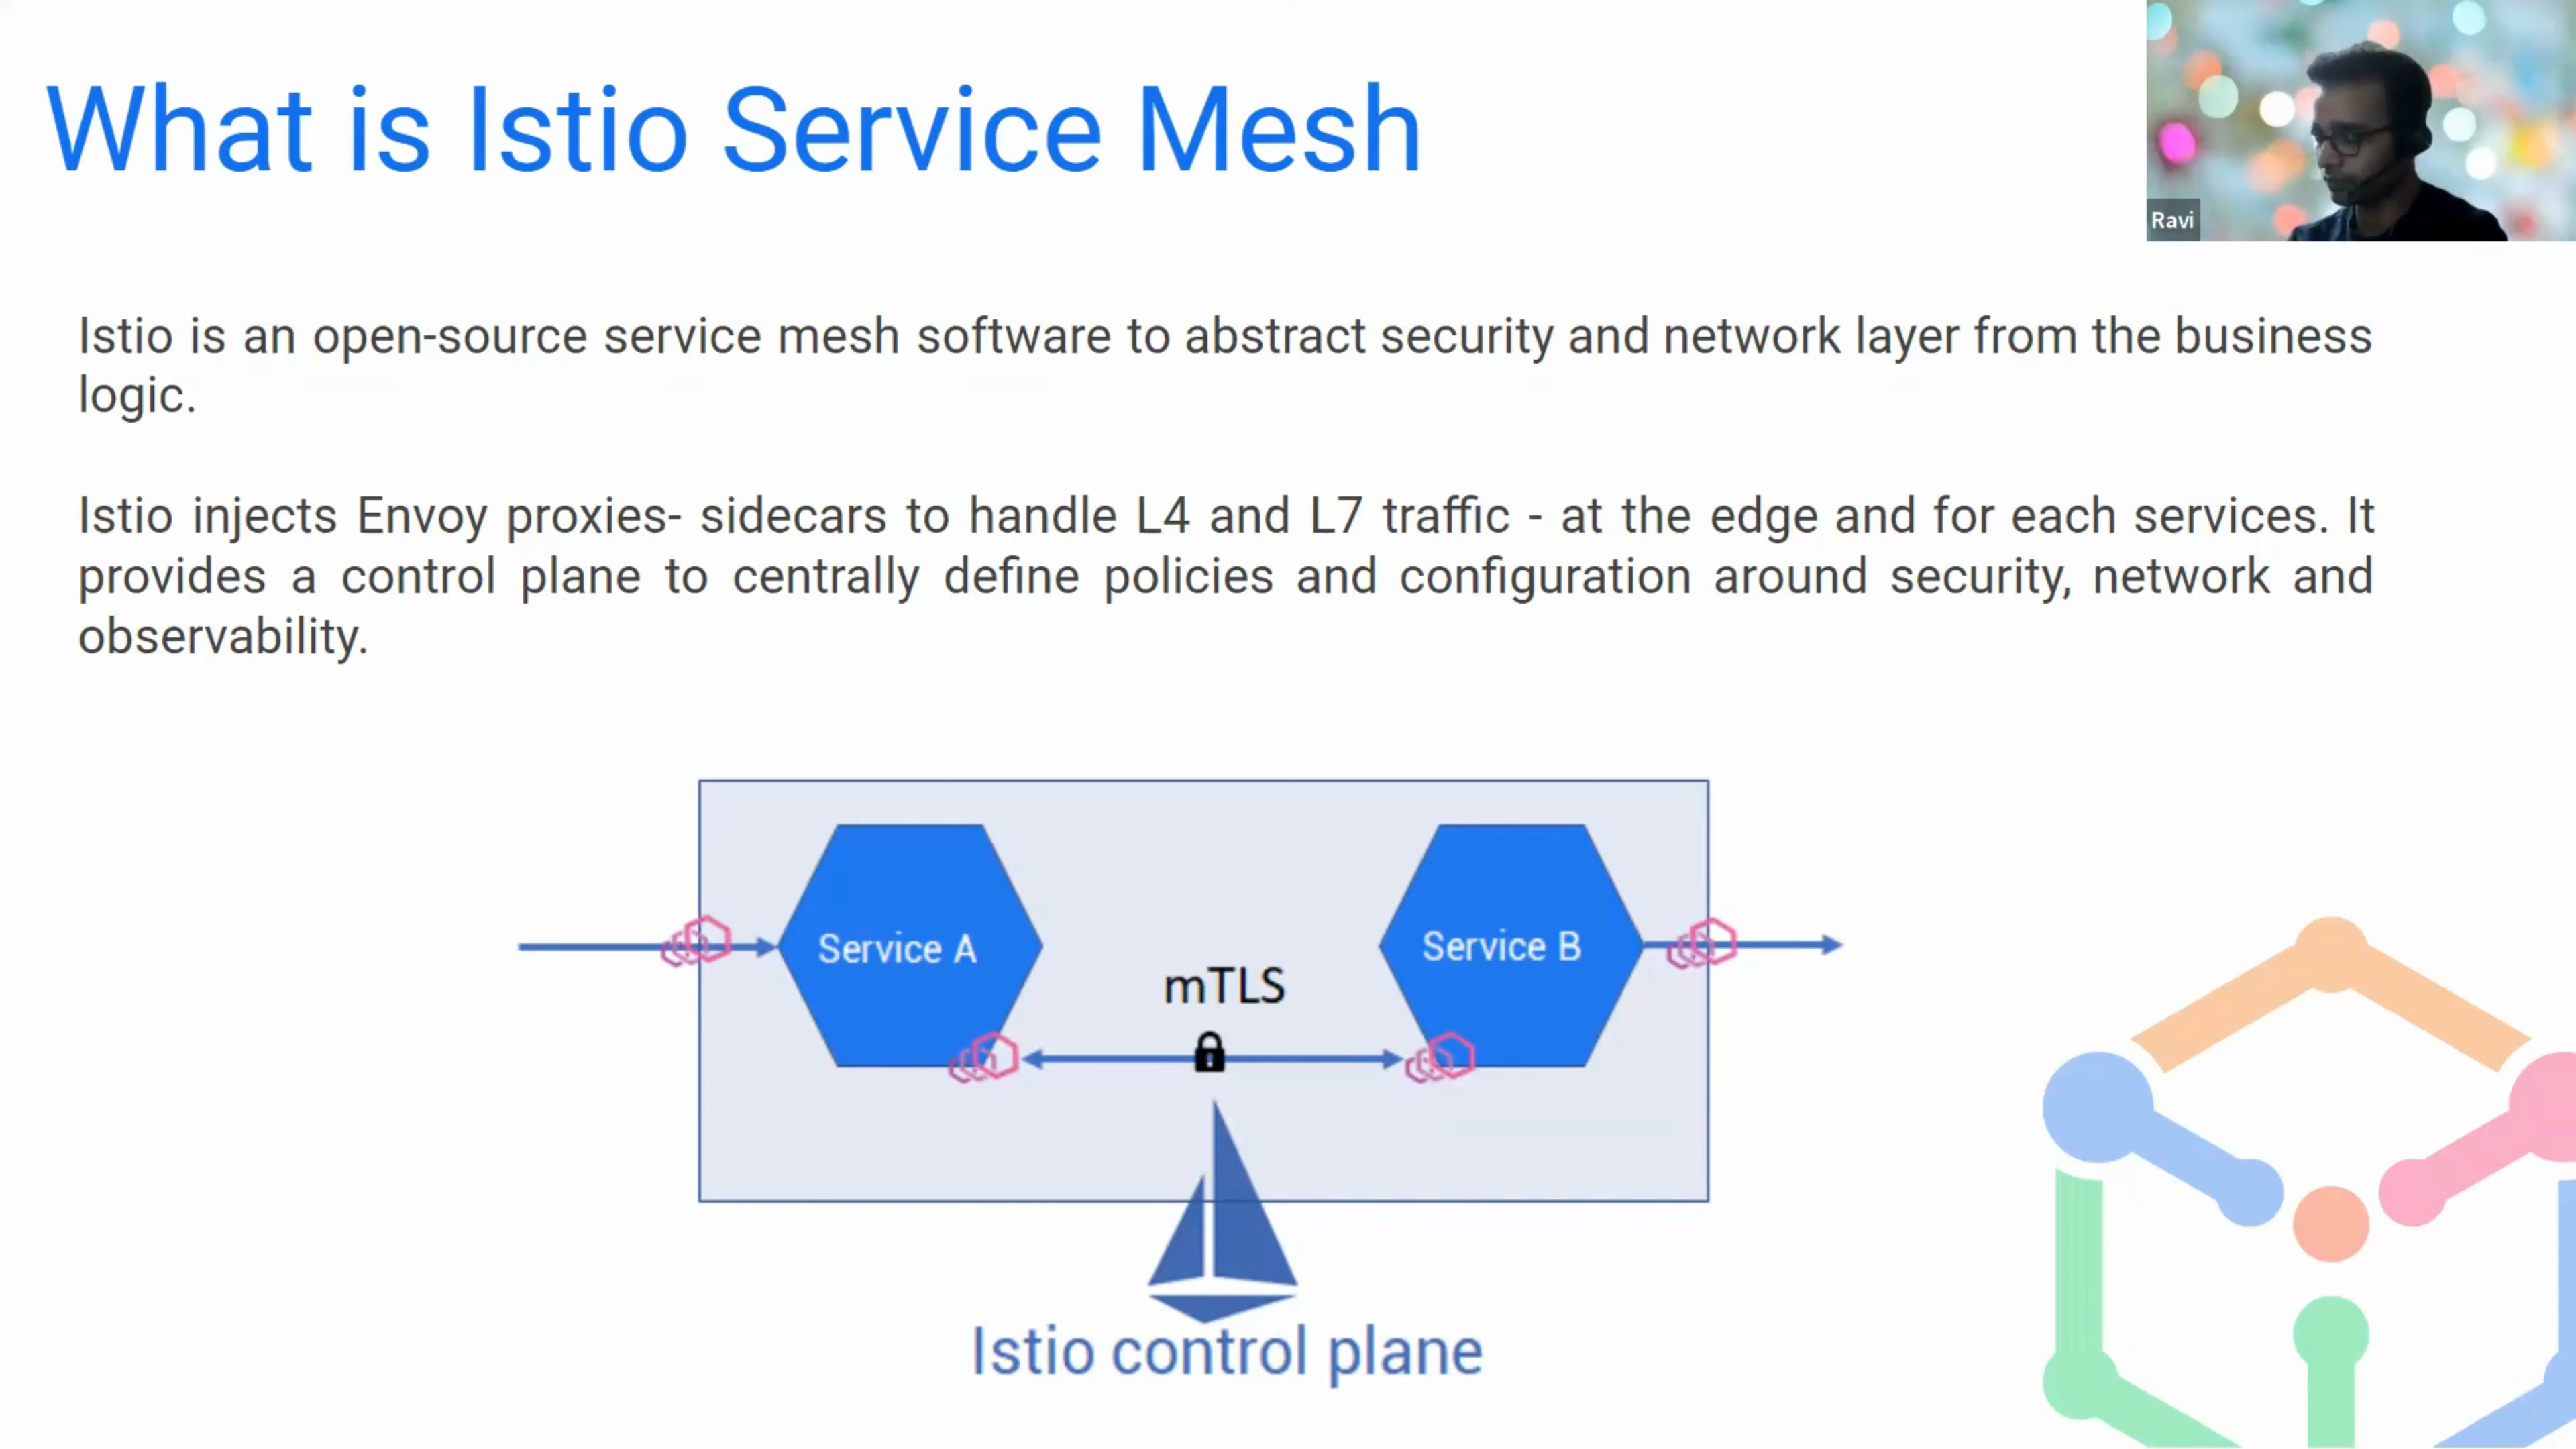 What is Istio Service Mesh
Ravi
Istio is an open-source service mesh software to abstract security and network layer from the business
logic.
Istio injects Envoy proxies- sidecars to handle L4 and L7 traffic - at the edge and for each services. It
provides a control plane to centrally define policies and configuration around security, network and
observability.
Service A
Service B
mTLS
Istio control plane